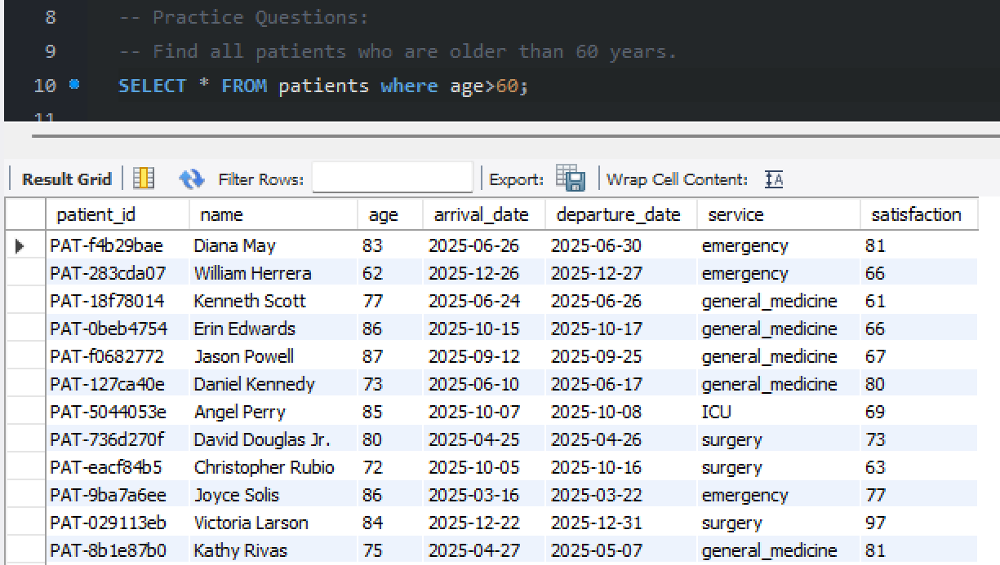 8 -- Practice Questions:
9 -- Find all patients who are older than 60 years.
10 SELECT * FROM patients where age>60;
11
Result Grid Filter Rows: Export: Wrap Cell Content:
patient_id name age arrival_date departure_date service satisfaction
PAT-f4b29bae Diana May 83 2025-06-26 2025-06-30 emergency 81
PAT-283cda07 William Herrera 62 2025-12-26 2025-12-27 emergency 66
PAT-18f78014 Kenneth Scott 77 2025-06-24 2025-06-26 general_medicine 61
PAT-0beb4754 Erin Edwards 86 2025-10-15 2025-10-17 general_medicine 66
PAT-f0682772 Jason Powell 87 2025-09-12 2025-09-25 general_medicine 67
PAT-127ca40e Daniel Kennedy 73 2025-06-10 2025-06-17 general_medicine 80
PAT-5044053e Angel Perry 85 2025-10-07 2025-10-08 ICU 69
PAT-736d270f David Douglas Jr. 80 2025-04-25 2025-04-26 surgery 73
PAT-eacf84b5 Christopher Rubio 72 2025-10-05 2025-10-16 surgery 63
PAT-9ba7a6ee Joyce Solis 86 2025-03-16 2025-03-22 emergency 77
PAT-029113eb Victoria Larson 84 2025-12-22 2025-12-31 surgery 97
PAT-8b1e87b0 Kathy Rivas 75 2025-04-27 2025-05-07 general_medicine 81